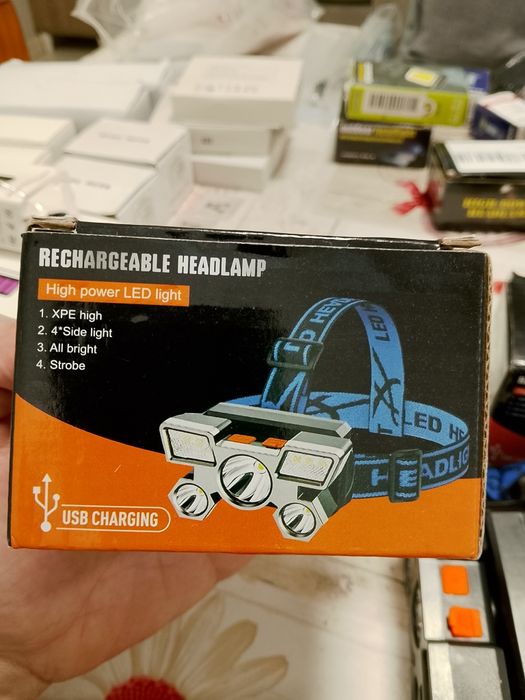 RECHARGEABLE HEADLAMP
High power LED light
1. XPE high
2. 4*Side light
3. All bright
4. Strobe
LED HE
HEADLIG
USB CHARGING